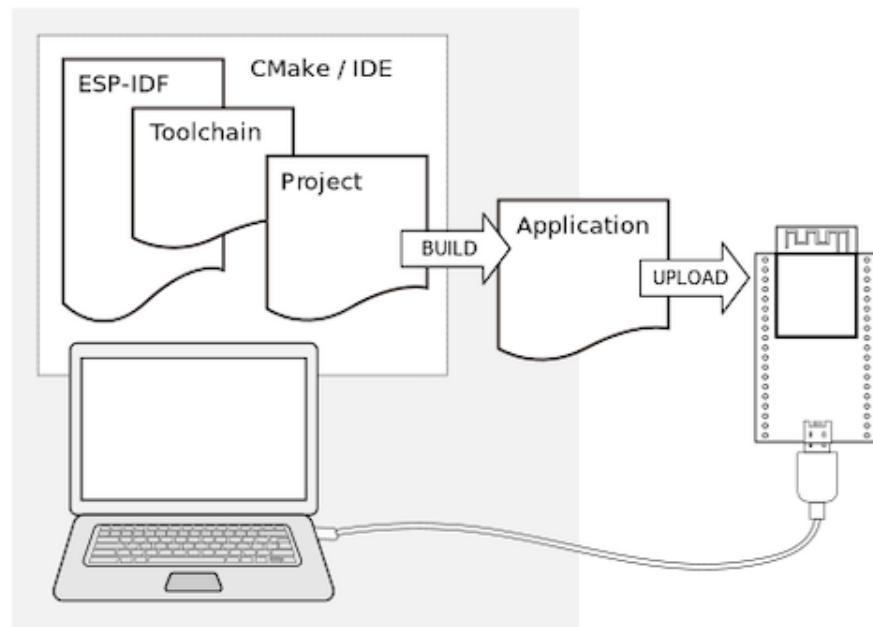 ESP-IDF
CMake / IDE
Toolchain
Project
BUILD
Application
UPLOAD